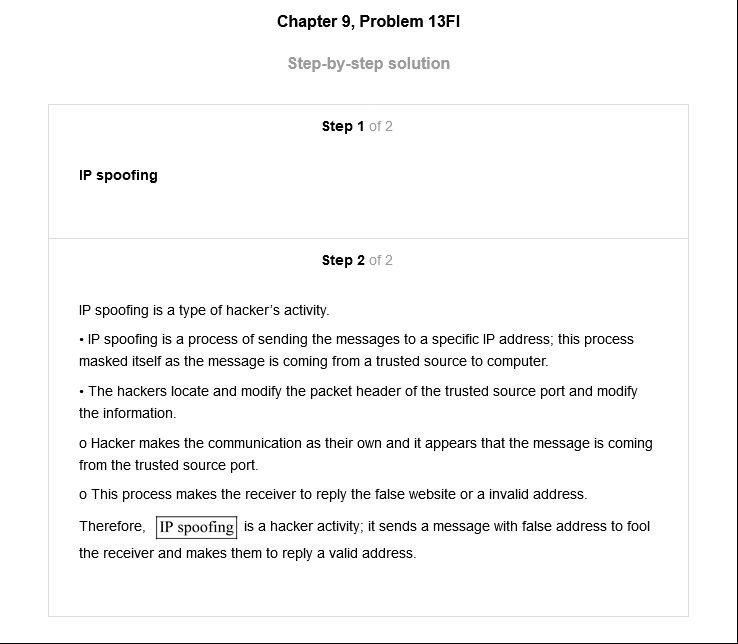 Chapter 9, Problem 13FI
Step-by-step solution
Step 1 of 2
IP spoofing
Step 2 of 2
IP spoofing is a type of hacker's activity.
• IP spoofing is a process of sending the messages to a specific IP address; this process
masked itself as the message is coming from a trusted source to computer.
• The hackers locate and modify the packet header of the trusted source port and modify
the information.
o Hacker makes the communication as their own and it appears that the message is coming
from the trusted source port.
o This process makes the receiver to reply the false website or a invalid address.
Therefore, IP spoofing is a hacker activity; it sends a message with false address to fool
the receiver and makes them to reply a valid address.